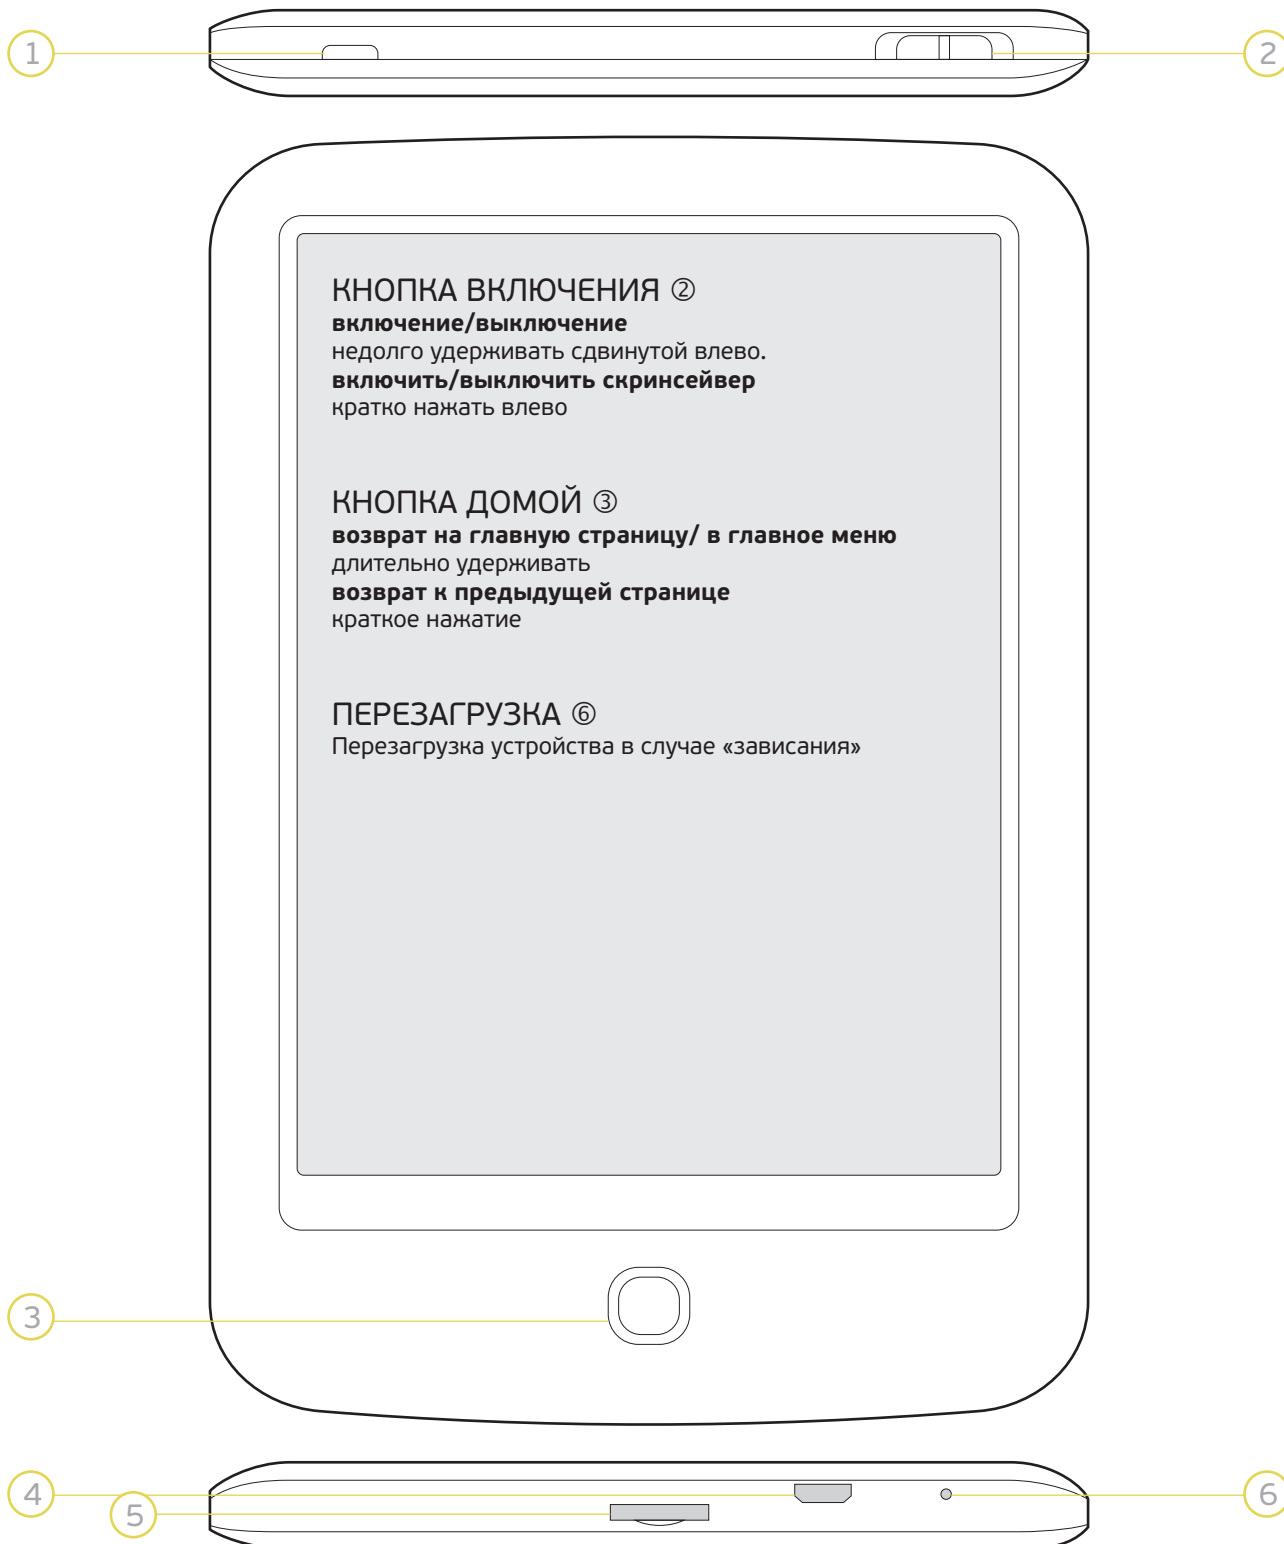 1
2
КНОПКА ВКЛЮЧЕНИЯ ②
включение/выключение
недолго удерживать сдвинутой влево.
включить/выключить скринсейвер
кратко нажать влево
КНОПКА ДОМОЙ ③
возврат на главную страницу/ в главное меню
длительно удерживать
возврат к предыдущей странице
краткое нажатие
ПЕРЕЗАГРУЗКА ⑥
Перезагрузка устройства в случае «зависания»
3
4
5
6